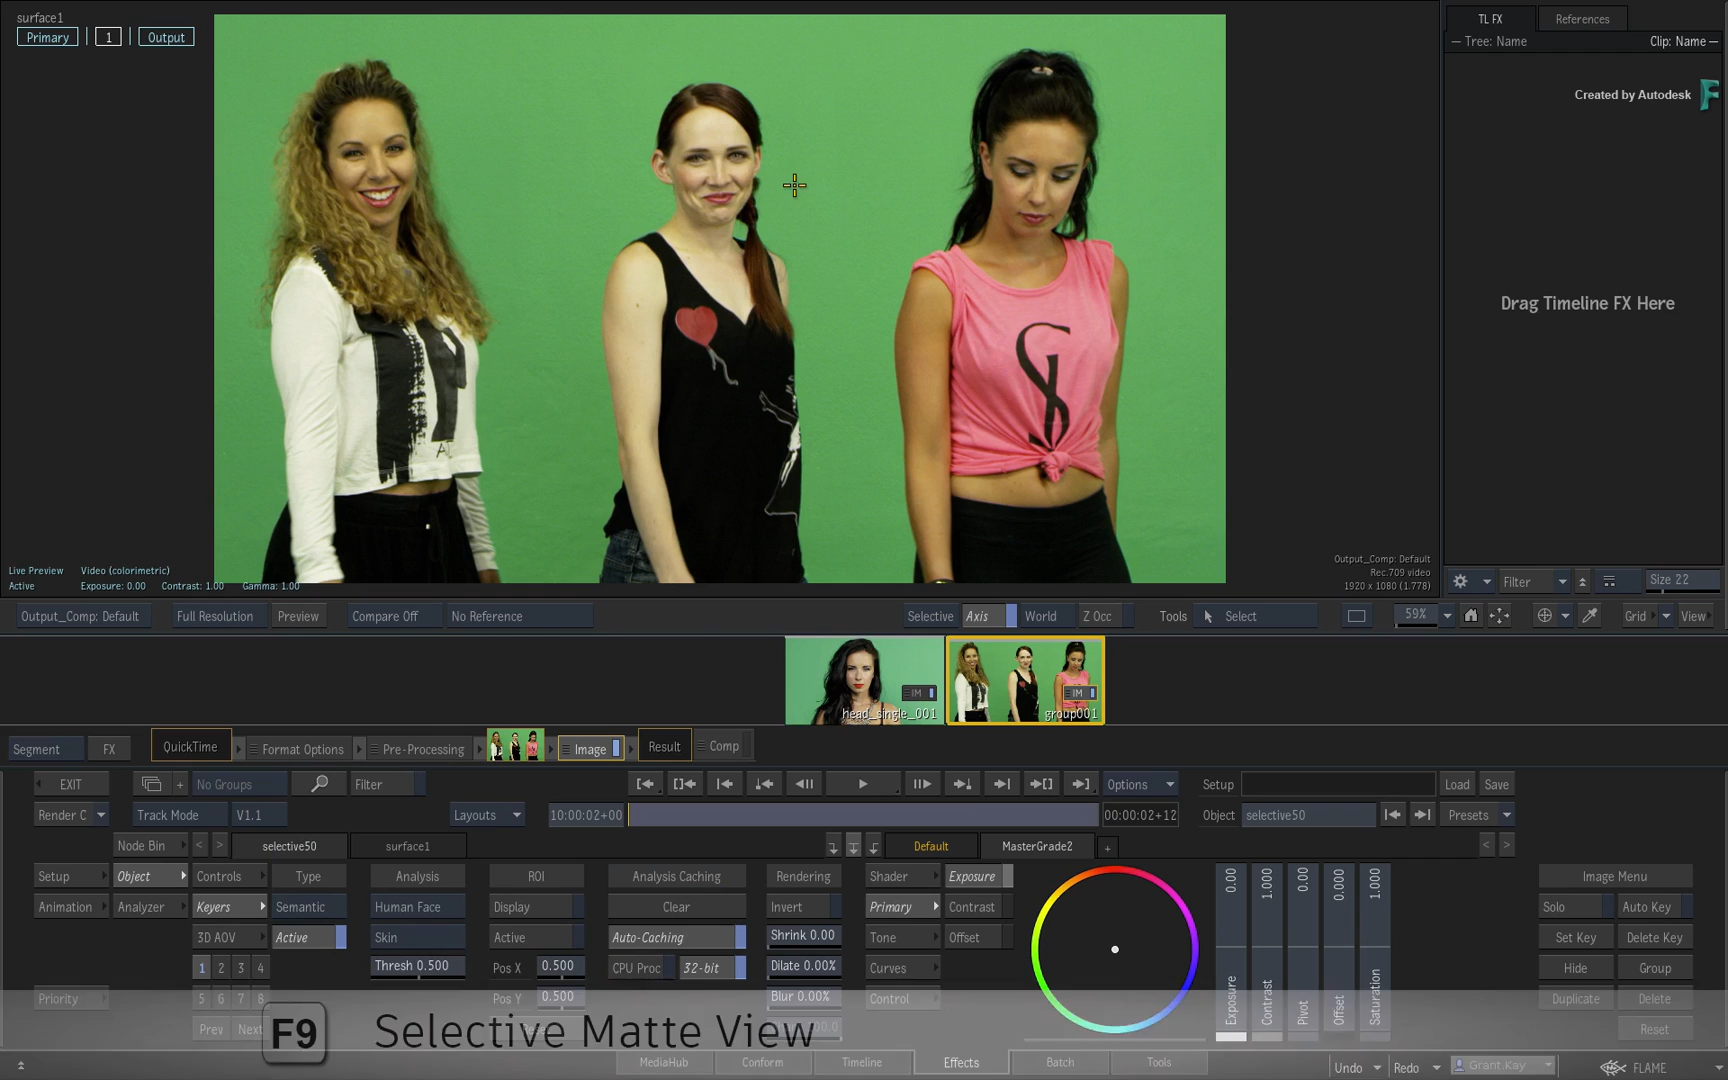 surface1
Primary 1 Output
TL FX References
Tree: Name Clip: Name
Created by Autodesk
Drag Timeline FX Here
Live Preview Video (colorimetric)
Active Exposure: 0.00 Contrast: 1.00 Gamma: 1.00
Output_Comp: Default
Rec.709 video
1920 x 1080 (1.778)
Filter Size 22
Output_Comp: Default Full Resolution Preview Compare Off No Reference Selective Axis World Z Occ Tools Select 59% Grid View
IM IM
head_single_001 group001
Segment FX QuickTime Format Options Pre-Processing Image Result Comp
EXIT + No Groups Filter Options Setup Load Save
Render C Track Mode V1.1 Layouts 10:00:02+00 00:00:02+12 Object selective50 Presets
Node Bin < > selective50 surface1 Default MasterGrade2 + < >
Setup Object Controls Type Analysis ROI Analysis Caching Rendering Shader Exposure 0.00 1.000 0.00 0.000 1.000 Image Menu
Animation Analyzer Keyers Semantic Human Face Display Clear Invert Primary Contrast Solo Auto Key
3D AOV Active Skin Active Auto-Caching Shrink 0.00 Tone Offset Set Key Delete Key
1 2 3 4 Thresh 0.500 Pos X 0.500 CPU Proc 32-bit Dilate 0.00% Curves Hide Group
Priority 5 6 7 8 Pos Y 0.500 Blur 0.00% Control Exposure Contrast Pivot Offset Saturation Duplicate Delete
Prev Next Reset
F9 Selective Matte View
MediaHub Conform Timeline Effects Batch Tools Undo Redo Grant.Kay FLAME